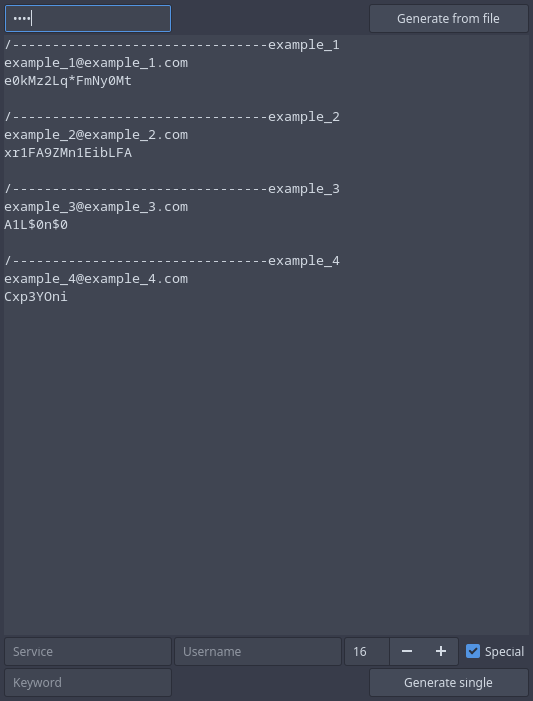 ••••
Generate from file
/--------------------------------example_1
example_1@example_1.com
e0kMz2Lq*FmNy0Mt
/--------------------------------example_2
example_2@example_2.com
xr1FA9ZMn1EibLFA
/--------------------------------example_3
example_3@example_3.com
A1L$0n$0
/--------------------------------example_4
example_4@example_4.com
Cxp3YOni
Service
Username
16
− +
Special
Keyword
Generate single